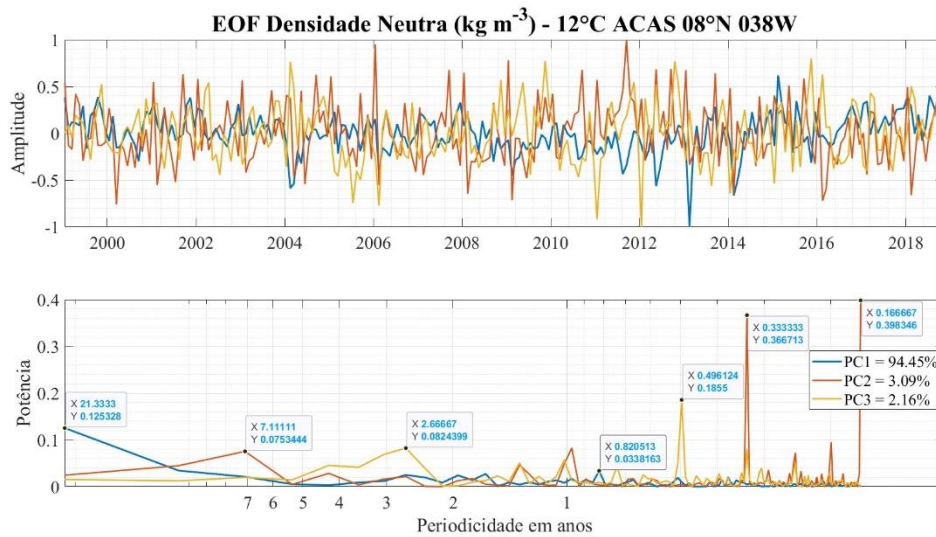 EOF Densidade Neutra (kg m-3) - 12°C ACAS 08°N 038W
Amplitude
1
0.5
0
-0.5
-1
2000 2002 2004 2006 2008 2010 2012 2014 2016 2018
Potência
0.4
0.3
0.2
0.1
0
X 21.3333
Y 0.125328
X 7.11111
Y 0.0753444
X 2.66667
Y 0.0824399
X 0.820513
Y 0.0338163
X 0.496124
Y 0.1855
X 0.333333
Y 0.366713
X 0.166667
Y 0.398346
PC1 = 94.45%
PC2 = 3.09%
PC3 = 2.16%
7 6 5 4 3 2 1
Periodicidade em anos